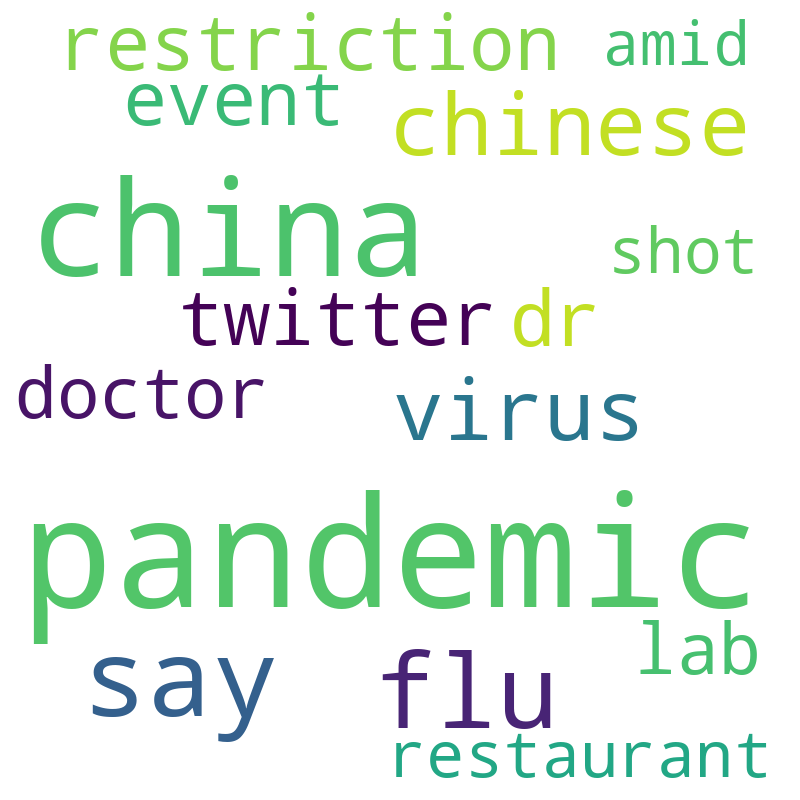 restriction amid
event chinese
china shot
twitter dr
doctor virus
pandemic
say flu lab
restaurant